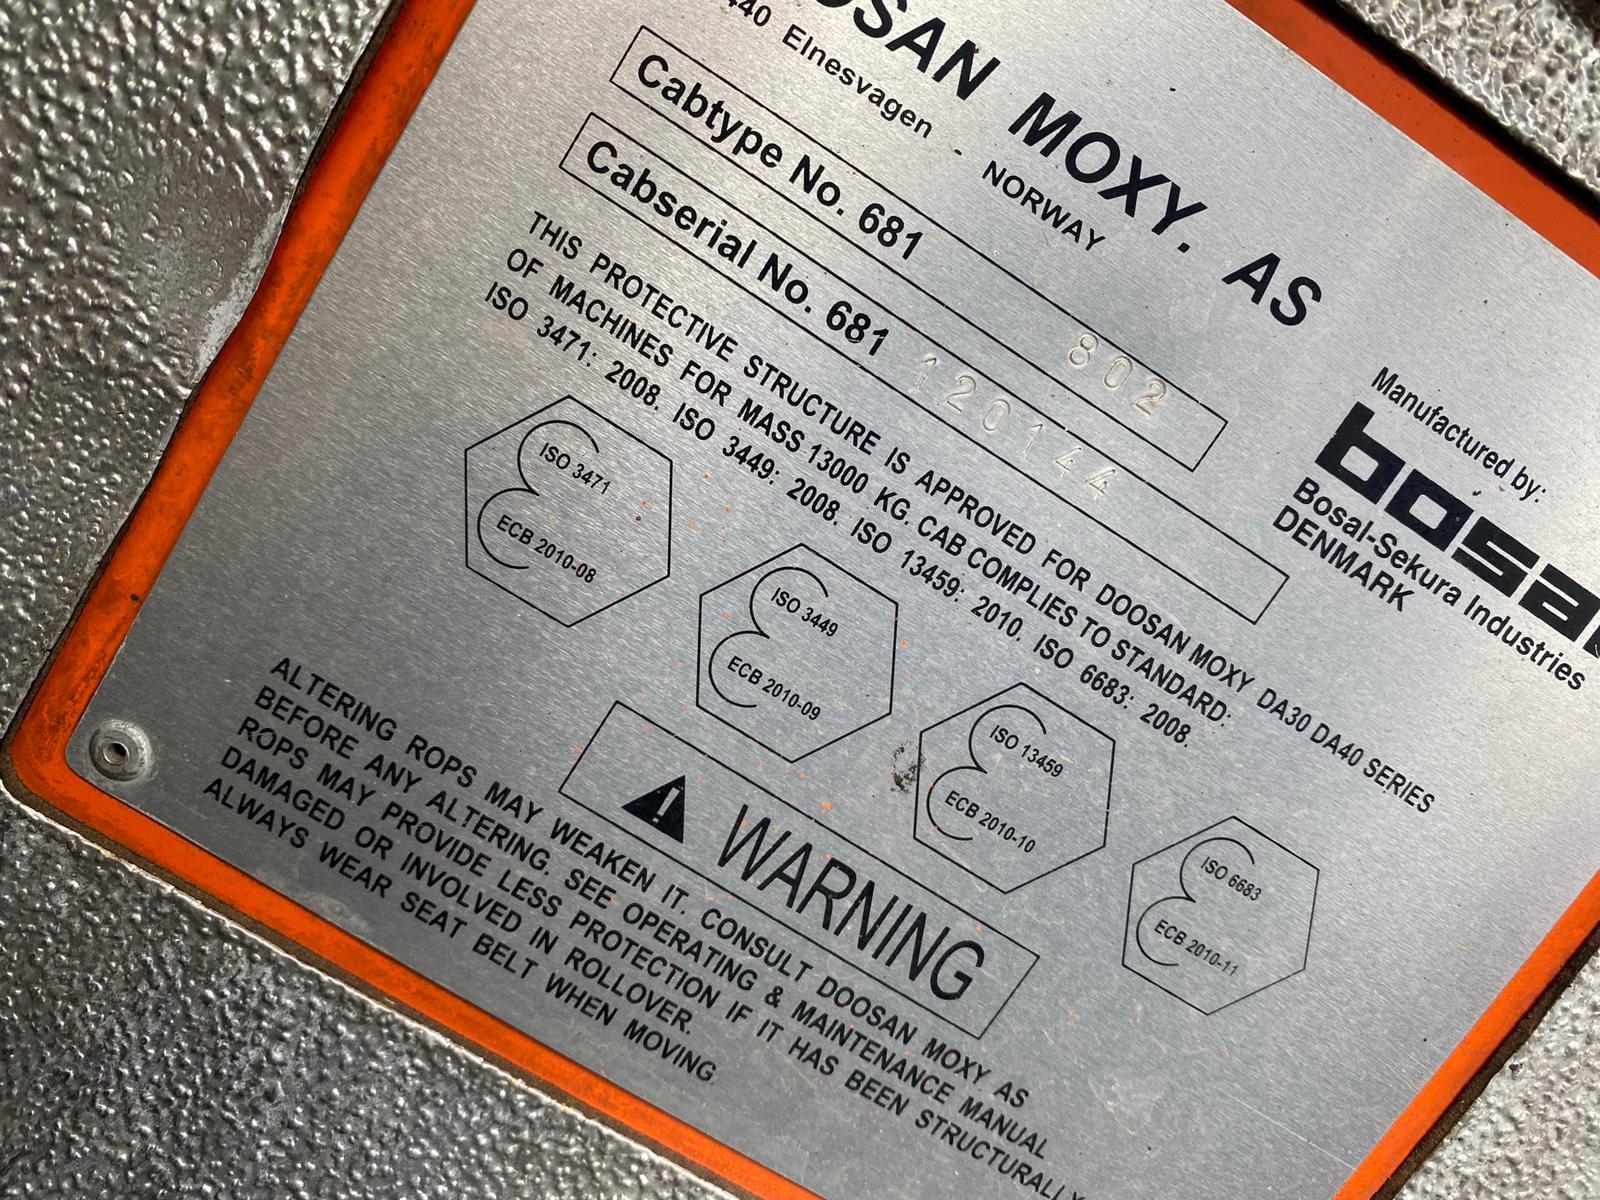 OSAN MOXY. AS
440 Elnesvagen - NORWAY
Cabtype No. 681 802
Cabserial No. 681 120144
Manufactured by:
bosal
Bosal-Sekura Industries
DENMARK
THIS PROTECTIVE STRUCTURE IS APPROVED FOR DOOSAN MOXY DA30 DA40 SERIES
OF MACHINES FOR MASS 13000 KG. CAB COMPLIES TO STANDARD:
ISO 3471: 2008. ISO 3449: 2008. ISO 13459: 2010. ISO 6683: 2008.
ISO 3471
ECB 2010-08
ISO 3449
ECB 2010-09
ISO 13459
ECB 2010-10
ISO 6683
ECB 2010-11
WARNING
ALTERING ROPS MAY WEAKEN IT. CONSULT DOOSAN MOXY AS
BEFORE ANY ALTERING. SEE OPERATING & MAINTENANCE MANUAL
ROPS MAY PROVIDE LESS PROTECTION IF IT HAS BEEN STRUCTURALLY
DAMAGED OR INVOLVED IN ROLLOVER.
ALWAYS WEAR SEAT BELT WHEN MOVING.